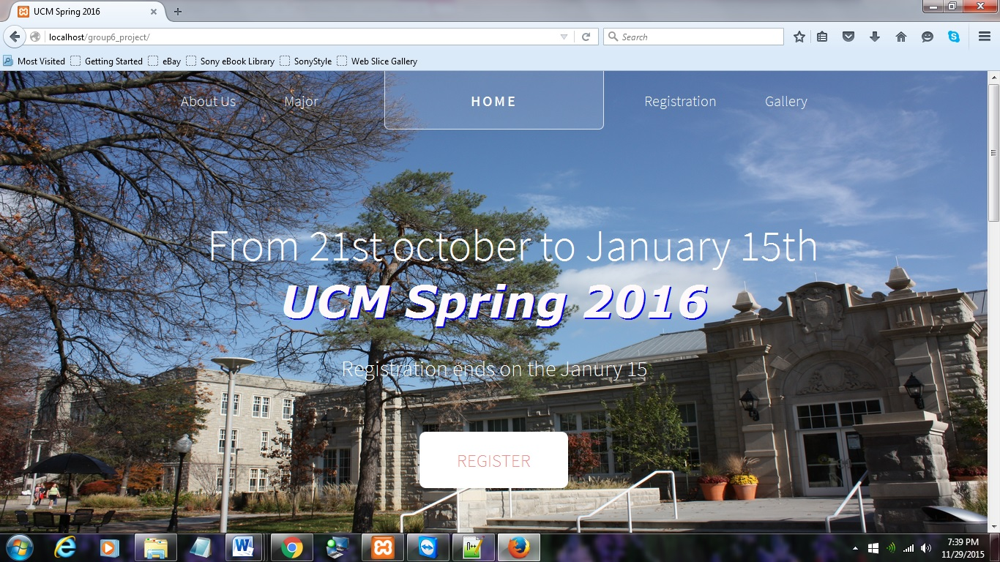 UCM Spring 2016
localhost/group6_project/
Search
Most Visited Getting Started eBay Sony eBook Library SonyStyle Web Slice Gallery
About Us Major HOME Registration Gallery
From 21st october to January 15th
UCM Spring 2016
Registration ends on the Janury 15
REGISTER
7:39 PM
11/29/2015